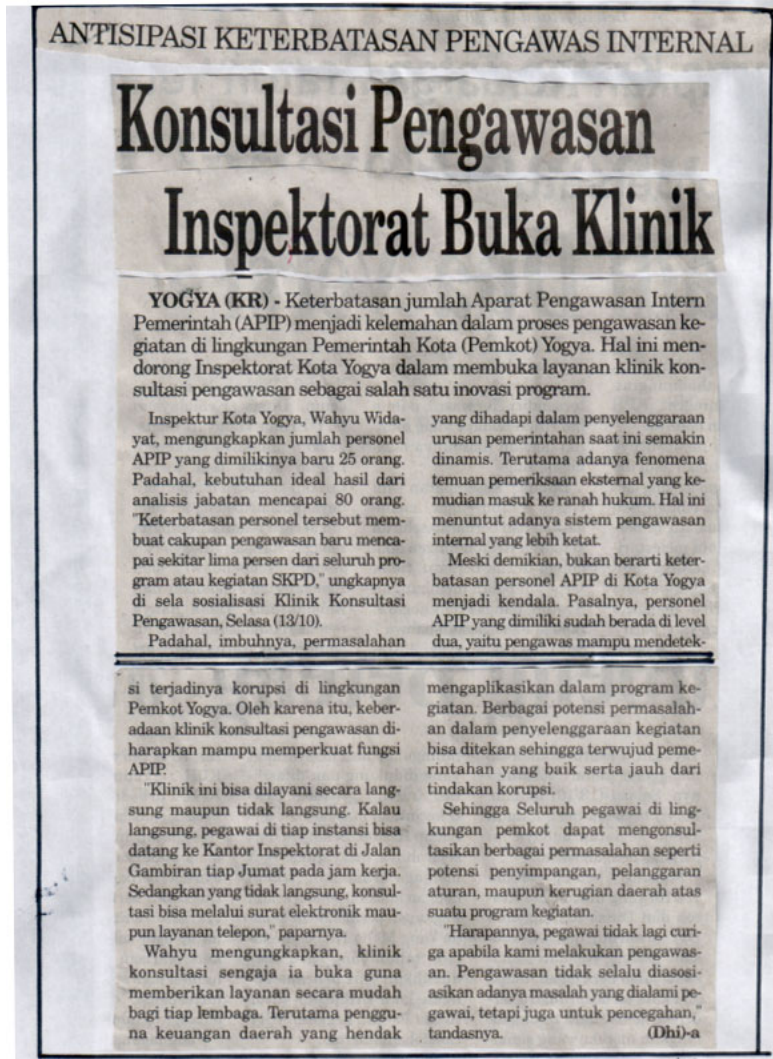 ANTISIPASI KETERBATASAN PENGAWAS INTERNAL
Konsultasi Pengawasan
Inspektorat Buka Klinik
YOGYA (KR) - Keterbatasan jumlah Aparat Pengawasan Intern
Pemerintah (APIP) menjadi kelemahan dalam proses pengawasan ke-
giatan di lingkungan Pemerintah Kota (Pemkot) Yogya. Hal ini men-
dorong Inspektorat Kota Yogya dalam membuka layanan klinik kon-
sultasi pengawasan sebagai salah satu inovasi program.
Inspektur Kota Yogya, Wahyu Wida-
yat, mengungkapkan jumlah personel
APIP yang dimilikinya baru 25 orang.
Padahal, kebutuhan ideal hasil dari
analisis jabatan mencapai 80 orang.
"Keterbatasan personel tersebut mem-
buat cakupan pengawasan baru menca-
pai sekitar lima persen dari seluruh pro-
gram atau kegiatan SKPD," ungkapnya
di sela sosialisasi Klinik Konsultasi
Pengawasan, Selasa (13/10).
Padahal, imbuhnya, permasalahan
yang dihadapi dalam penyelenggaraan
urusan pemerintahan saat ini semakin
dinamis. Terutama adanya fenomena
temuan pemeriksaan eksternal yang ke-
mudian masuk ke ranah hukum. Hal ini
menuntut adanya sistem pengawasan
internal yang lebih ketat.
Meski demikian, bukan berarti keter-
batasan personel APIP di Kota Yogya
menjadi kendala. Pasalnya, personel
APIP yang dimiliki sudah berada di level
dua, yaitu pengawas mampu mendetek-
si terjadinya korupsi di lingkungan
Pemkot Yogya. Oleh karena itu, keber-
adaan klinik konsultasi pengawasan di-
harapkan mampu memperkuat fungsi
APIP.
"Klinik ini bisa dilayani secara lang-
sung maupun tidak langsung. Kalau
langsung, pegawai di tiap instansi bisa
datang ke Kantor Inspektorat di Jalan
Gambiran tiap Jumat pada jam kerja.
Sedangkan yang tidak langsung, konsul-
tasi bisa melalui surat elektronik mau-
pun layanan telepon," paparnya.
Wahyu mengungkapkan, klinik
konsultasi sengaja ia buka guna
memberikan layanan secara mudah
bagi tiap lembaga. Terutama penggu-
na keuangan daerah yang hendak
mengaplikasikan dalam program ke-
giatan. Berbagai potensi permasalah-
an dalam penyelenggaraan kegiatan
bisa ditekan sehingga terwujud peme-
rintahan yang baik serta jauh dari
tindakan korupsi.
Sehingga Seluruh pegawai di ling-
kungan pemkot dapat mengonsul-
tasikan berbagai permasalahan seperti
potensi penyimpangan, pelanggaran
aturan, maupun kerugian daerah atas
suatu program kegiatan.
"Harapannya, pegawai tidak lagi curi-
ga apabila kami melakukan pengawas-
an. Pengawasan tidak selalu diasosi-
asikan adanya masalah yang dialami pe-
gawai, tetapi juga untuk pencegahan,"
tandasnya. (Dhi)-a